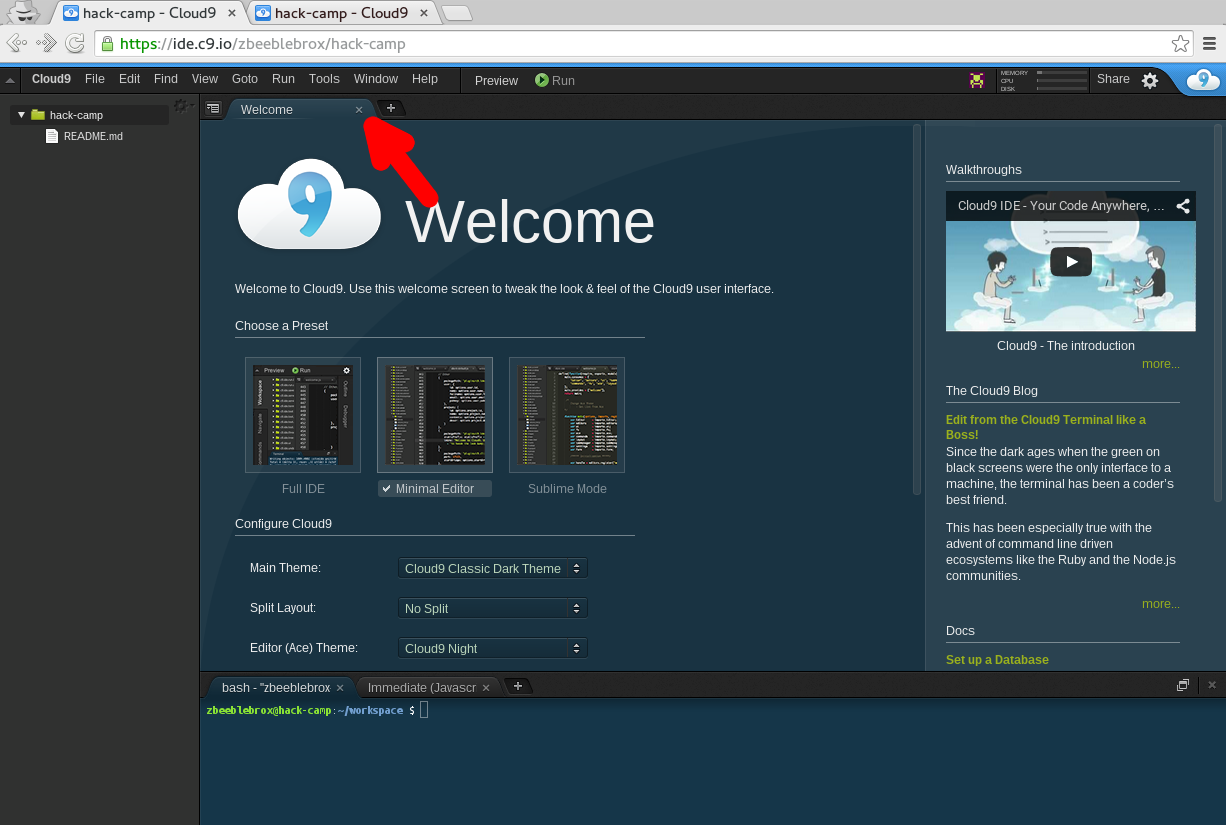 hack-camp - Cloud9
hack-camp - Cloud9
https://ide.c9.io/zbeeblebrox/hack-camp
Cloud9 File Edit Find View Goto Run Tools Window Help Preview Run
MEMORY
CPU
DISK
Share
9
hack-camp
README.md
Welcome
9
Welcome
Welcome to Cloud9. Use this welcome screen to tweak the look & feel of the Cloud9 user interface.
Choose a Preset
Preview Run
Full IDE
Minimal Editor
Sublime Mode
Configure Cloud9
Main Theme: Cloud9 Classic Dark Theme
Split Layout: No Split
Editor (Ace) Theme: Cloud9 Night
Walkthroughs
Cloud9 IDE - Your Code Anywhere, ...
Cloud9 - The introduction
more...
The Cloud9 Blog
Edit from the Cloud9 Terminal like a
Boss!
Since the dark ages when the green on
black screens were the only interface to a
machine, the terminal has been a coder's
best friend.
This has been especially true with the
advent of command line driven
ecosystems like the Ruby and the Node.js
communities.
more...
Docs
Set up a Database
bash - "zbeeblebrox
Immediate (Javascr
zbeeblebrox@hack-camp:~/workspace $